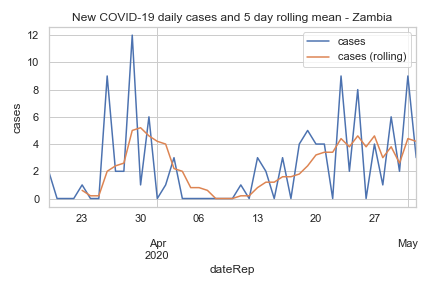 New COVID-19 daily cases and 5 day rolling mean - Zambia
12
10
8
6
4
2
0
cases
cases
cases (rolling)
23 30 06 13 20 27
Apr May
2020
dateRep